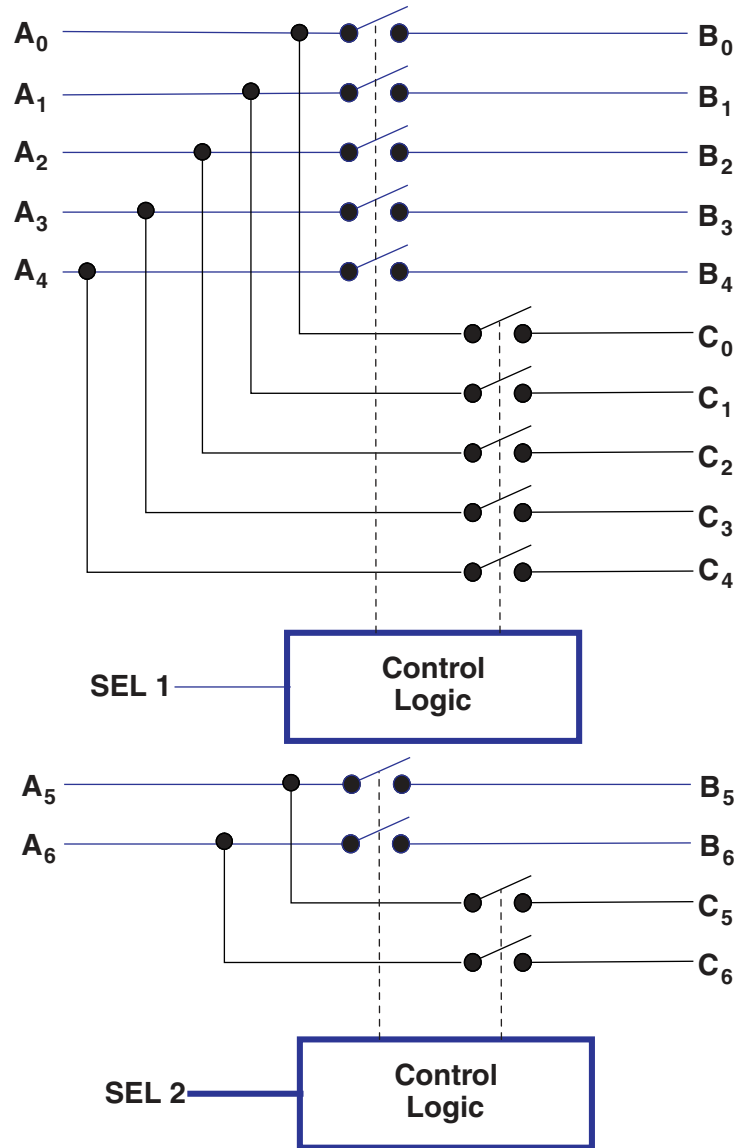 A0 B0
A1 B1
A2 B2
A3 B3
A4 B4
C0
C1
C2
C3
C4
SEL 1
Control
Logic
A5 B5
A6 B6
C5
C6
SEL 2
Control
Logic